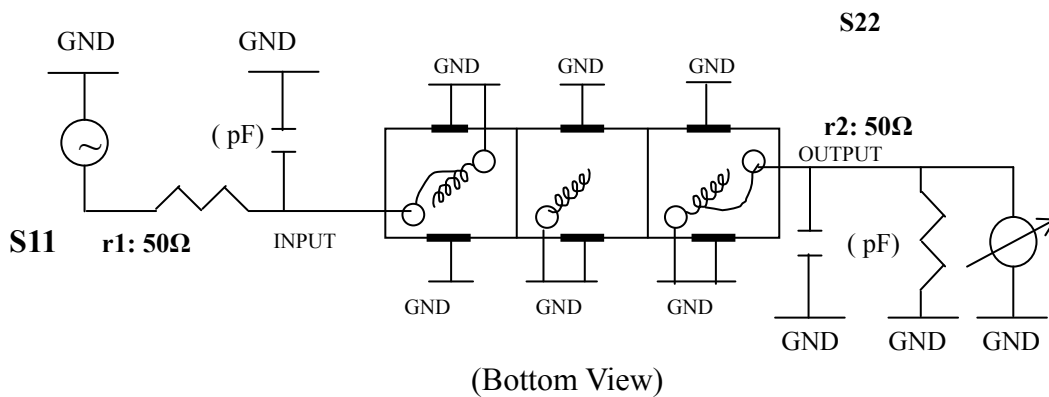 S22
GND
GND
GND
GND
GND
( pF)
r2: 50Ω
OUTPUT
S11
r1: 50Ω
INPUT
( pF)
GND
GND
GND
GND
GND
GND
(Bottom View)